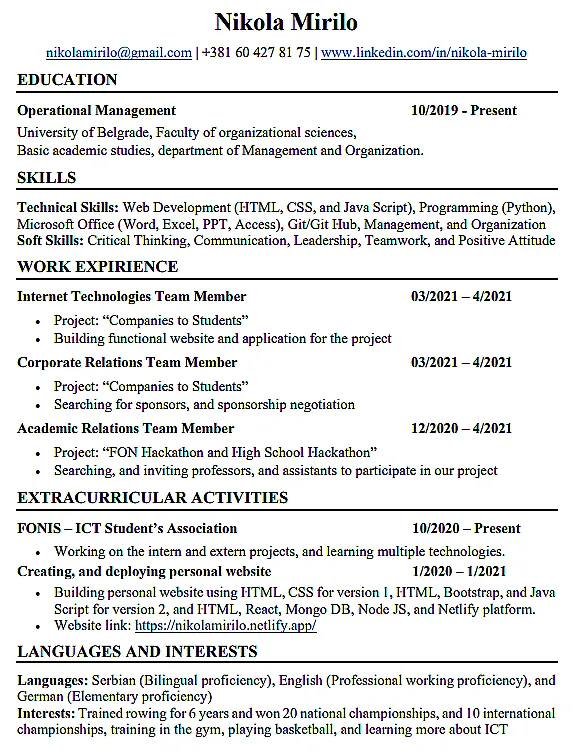 Nikola Mirilo
nikolamirilo@gmail.com | +381 60 427 81 75 | www.linkedin.com/in/nikola-mirilo
EDUCATION
Operational Management 10/2019 - Present
University of Belgrade, Faculty of organizational sciences,
Basic academic studies, department of Management and Organization.
SKILLS
Technical Skills: Web Development (HTML, CSS, and Java Script), Programming (Python),
Microsoft Office (Word, Excel, PPT, Access), Git/Git Hub, Management, and Organization
Soft Skills: Critical Thinking, Communication, Leadership, Teamwork, and Positive Attitude
WORK EXPIRIENCE
Internet Technologies Team Member 03/2021 – 4/2021
• Project: “Companies to Students”
• Building functional website and application for the project
Corporate Relations Team Member 03/2021 – 4/2021
• Project: “Companies to Students”
• Searching for sponsors, and sponsorship negotiation
Academic Relations Team Member 12/2020 – 4/2021
• Project: “FON Hackathon and High School Hackathon”
• Searching, and inviting professors, and assistants to participate in our project
EXTRACURRICULAR ACTIVITIES
FONIS – ICT Student’s Association 10/2020 – Present
• Working on the intern and extern projects, and learning multiple technologies.
Creating, and deploying personal website 1/2020 – 1/2021
• Building personal website using HTML, CSS for version 1, HTML, Bootstrap, and Java
Script for version 2, and HTML, React, Mongo DB, Node JS, and Netlify platform.
• Website link: https://nikolamirilo.netlify.app/
LANGUAGES AND INTERESTS
Languages: Serbian (Bilingual proficiency), English (Professional working proficiency), and
German (Elementary proficiency)
Interests: Trained rowing for 6 years and won 20 national championships, and 10 international
championships, training in the gym, playing basketball, and learning more about ICT